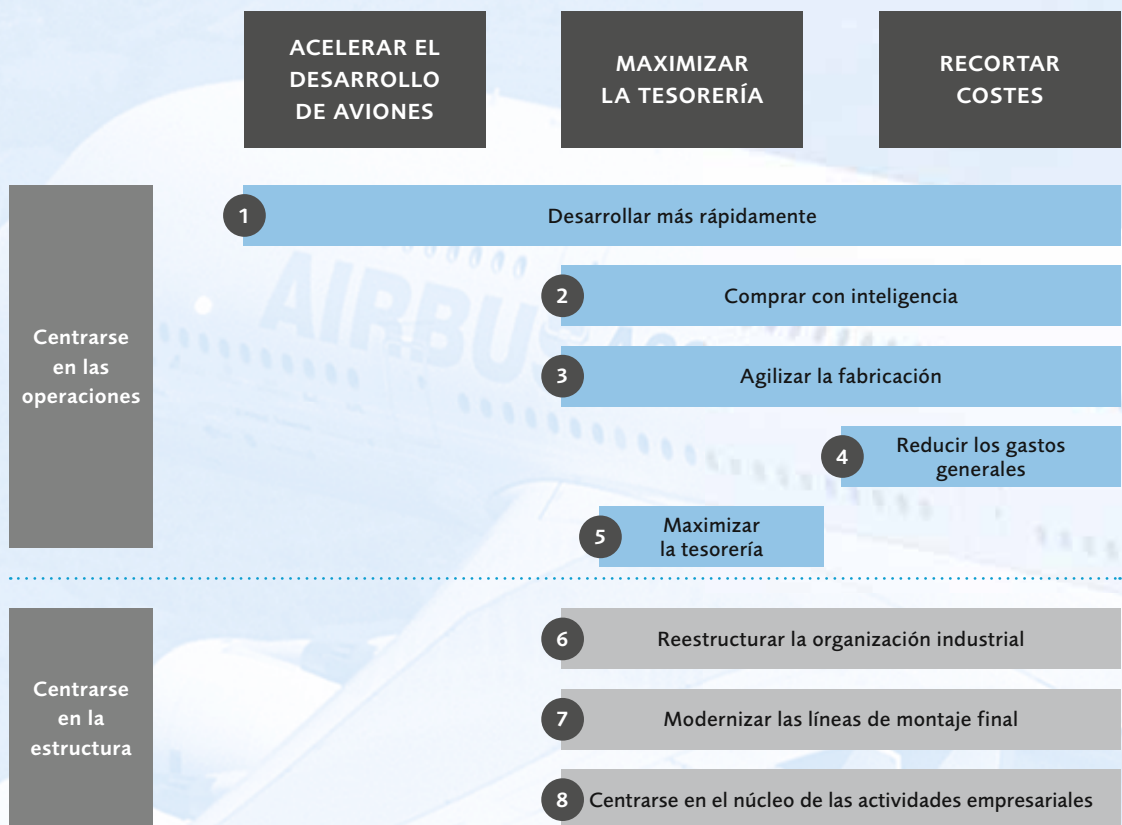 ACELERAR EL
DESARROLLO
DE AVIONES
MAXIMIZAR
LA TESORERÍA
RECORTAR
COSTES
Centrarse
en las
operaciones
1
Desarrollar más rápidamente
2
Comprar con inteligencia
3
Agilizar la fabricación
4
Reducir los gastos
generales
5
Maximizar
la tesorería
AIRBUS
Centrarse
en la
estructura
6
Reestructurar la organización industrial
7
Modernizar las líneas de montaje final
8
Centrarse en el núcleo de las actividades empresariales